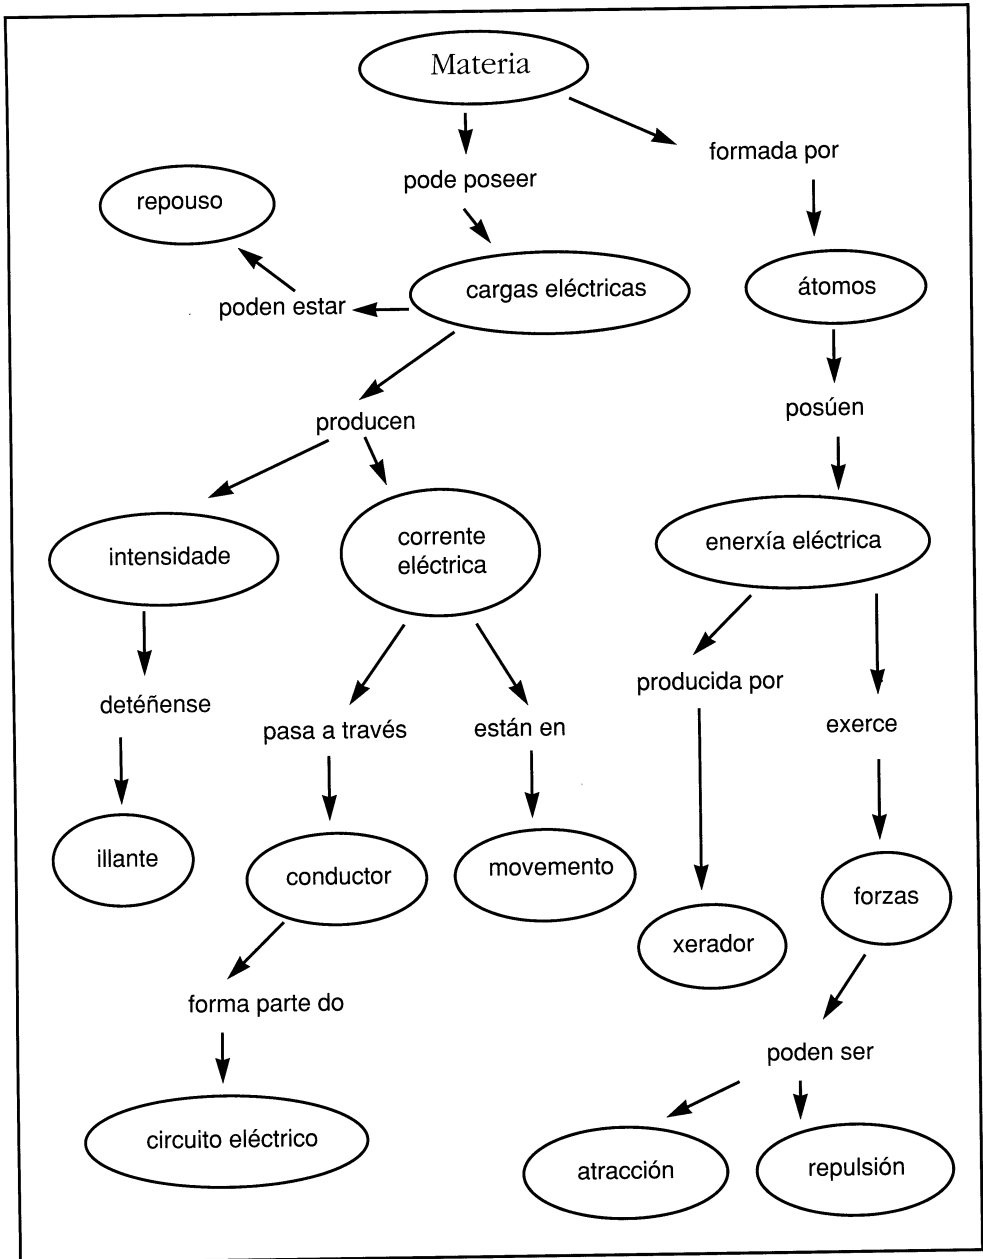 Materia
formada por
pode poseer
repouso
cargas eléctricas
átomos
poden estar
producen
posúen
intensidade
corrente
eléctrica
enerxía eléctrica
deténense
pasa a través
están en
producida por
exerce
illante
conductor
movemento
xerador
forzas
forma parte do
poden ser
circuito eléctrico
atracción
repulsión